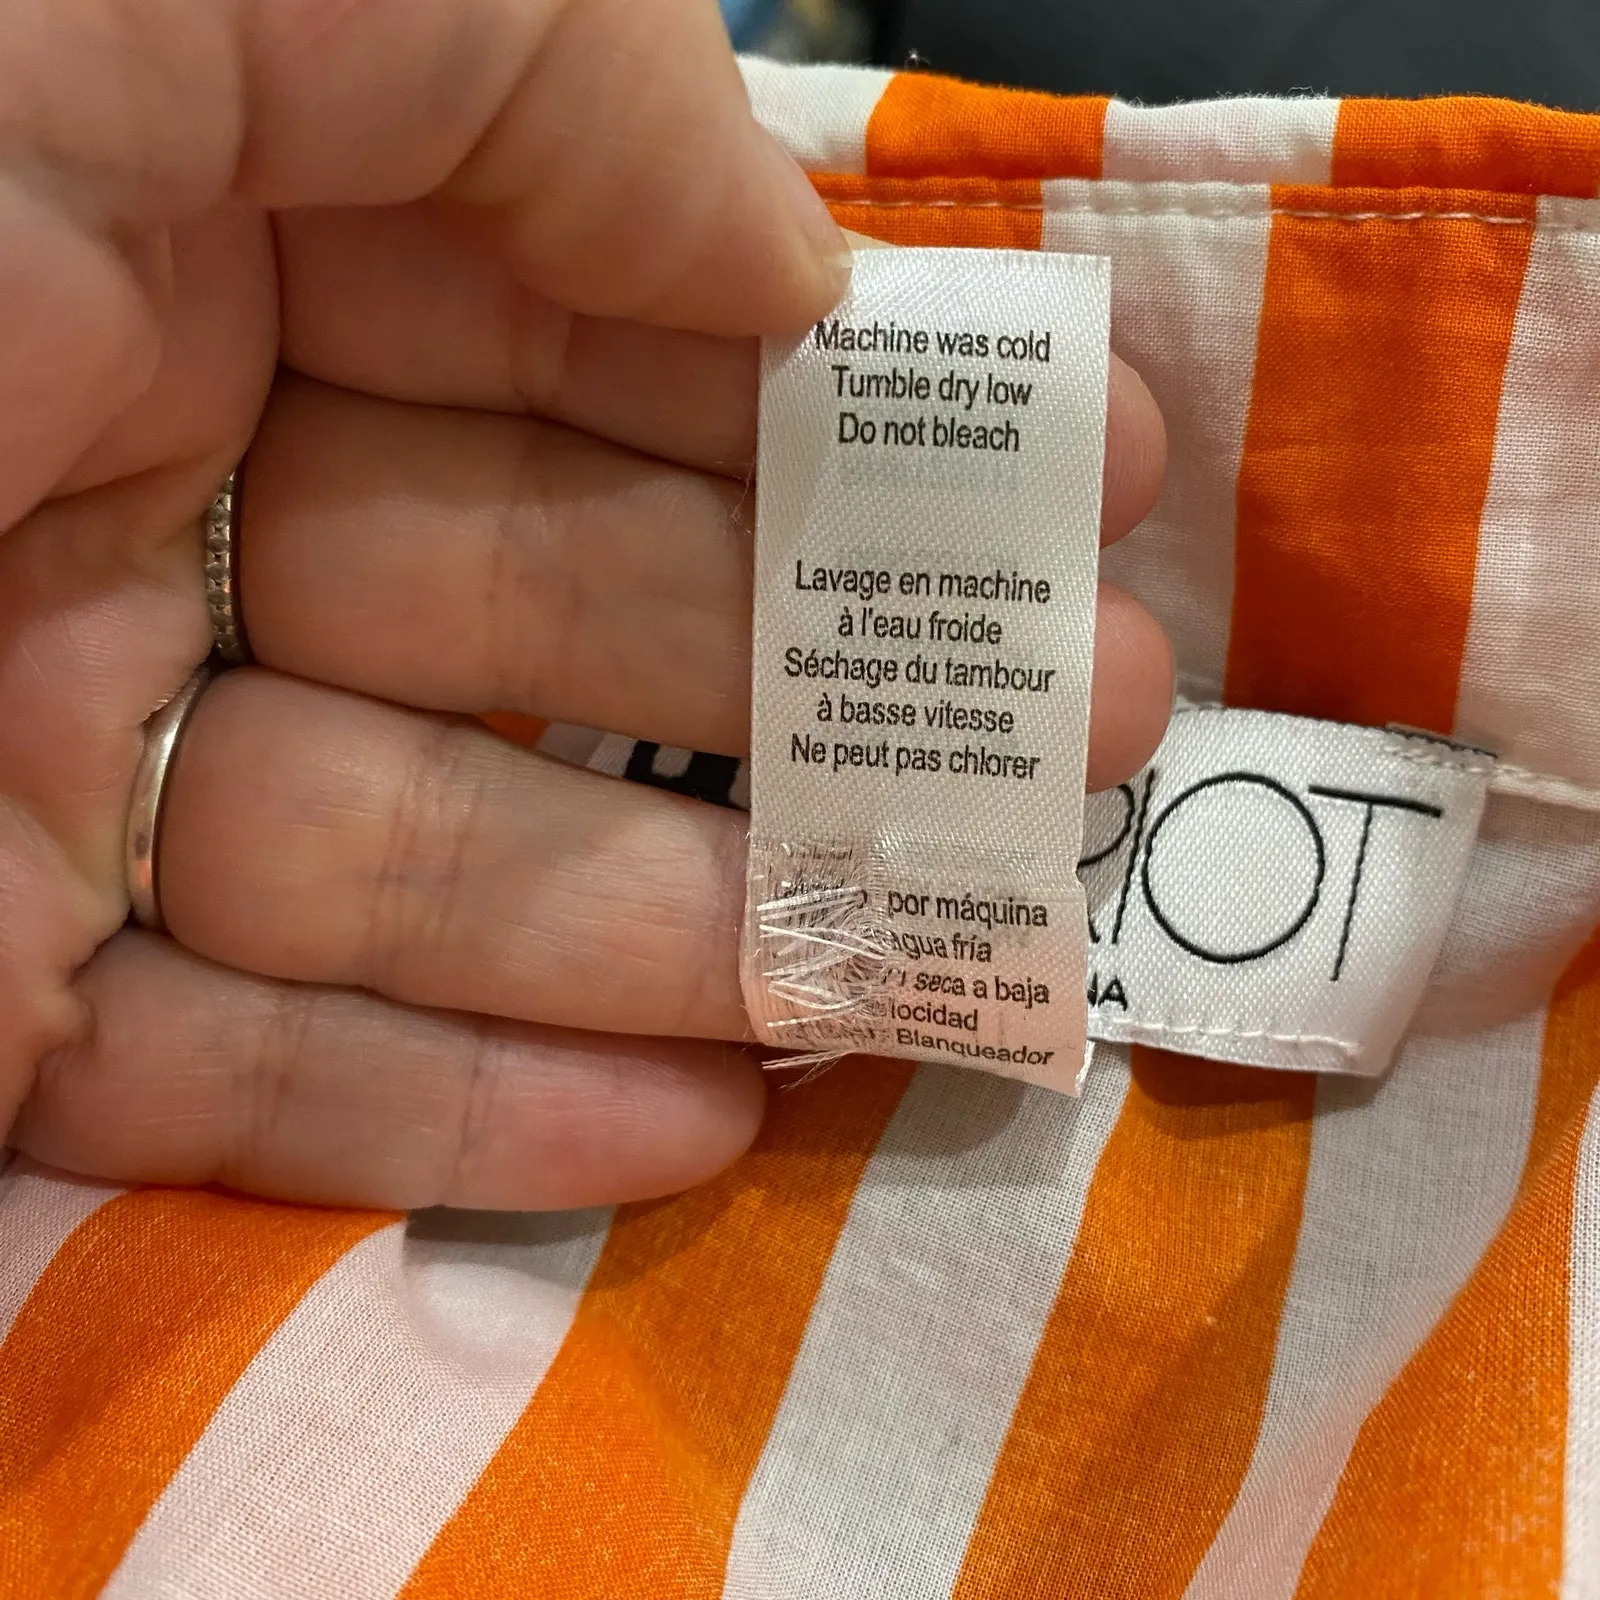 Machine was cold
Tumble dry low
Do not bleach
Lavage en machine
à l'eau froide
Séchage du tambour
à basse vitesse
Ne peut pas chlorer
por máquina
agua fría
seca a baja
locidad
Blanqueador
RIOT
NA